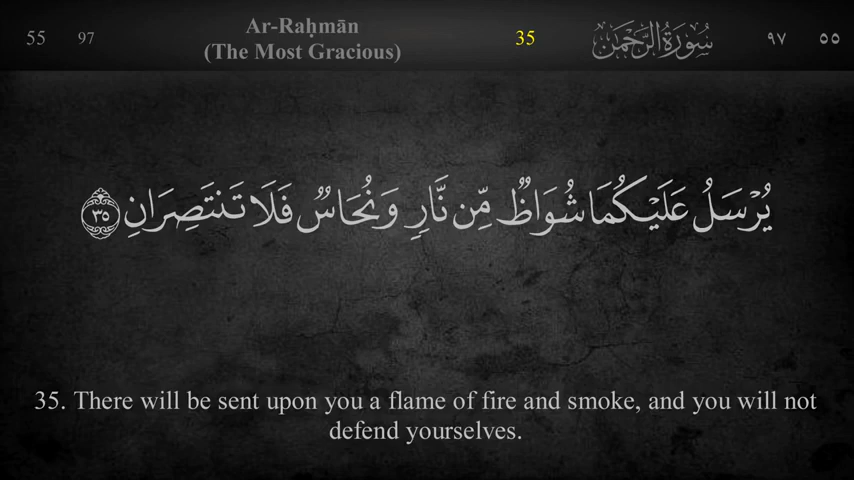 55 97 Ar-Raḥmān 35 سُورَةُ الرَّحْمَٰن ٩٧ ٥٥
(The Most Gracious)
يُرْسَلُ عَلَيْكُمَا شُوَاظٌ مِّن نَّارٍ وَنُحَاسٌ فَلَا تَنتَصِرَانِ ٣٥
35. There will be sent upon you a flame of fire and smoke, and you will not
defend yourselves.